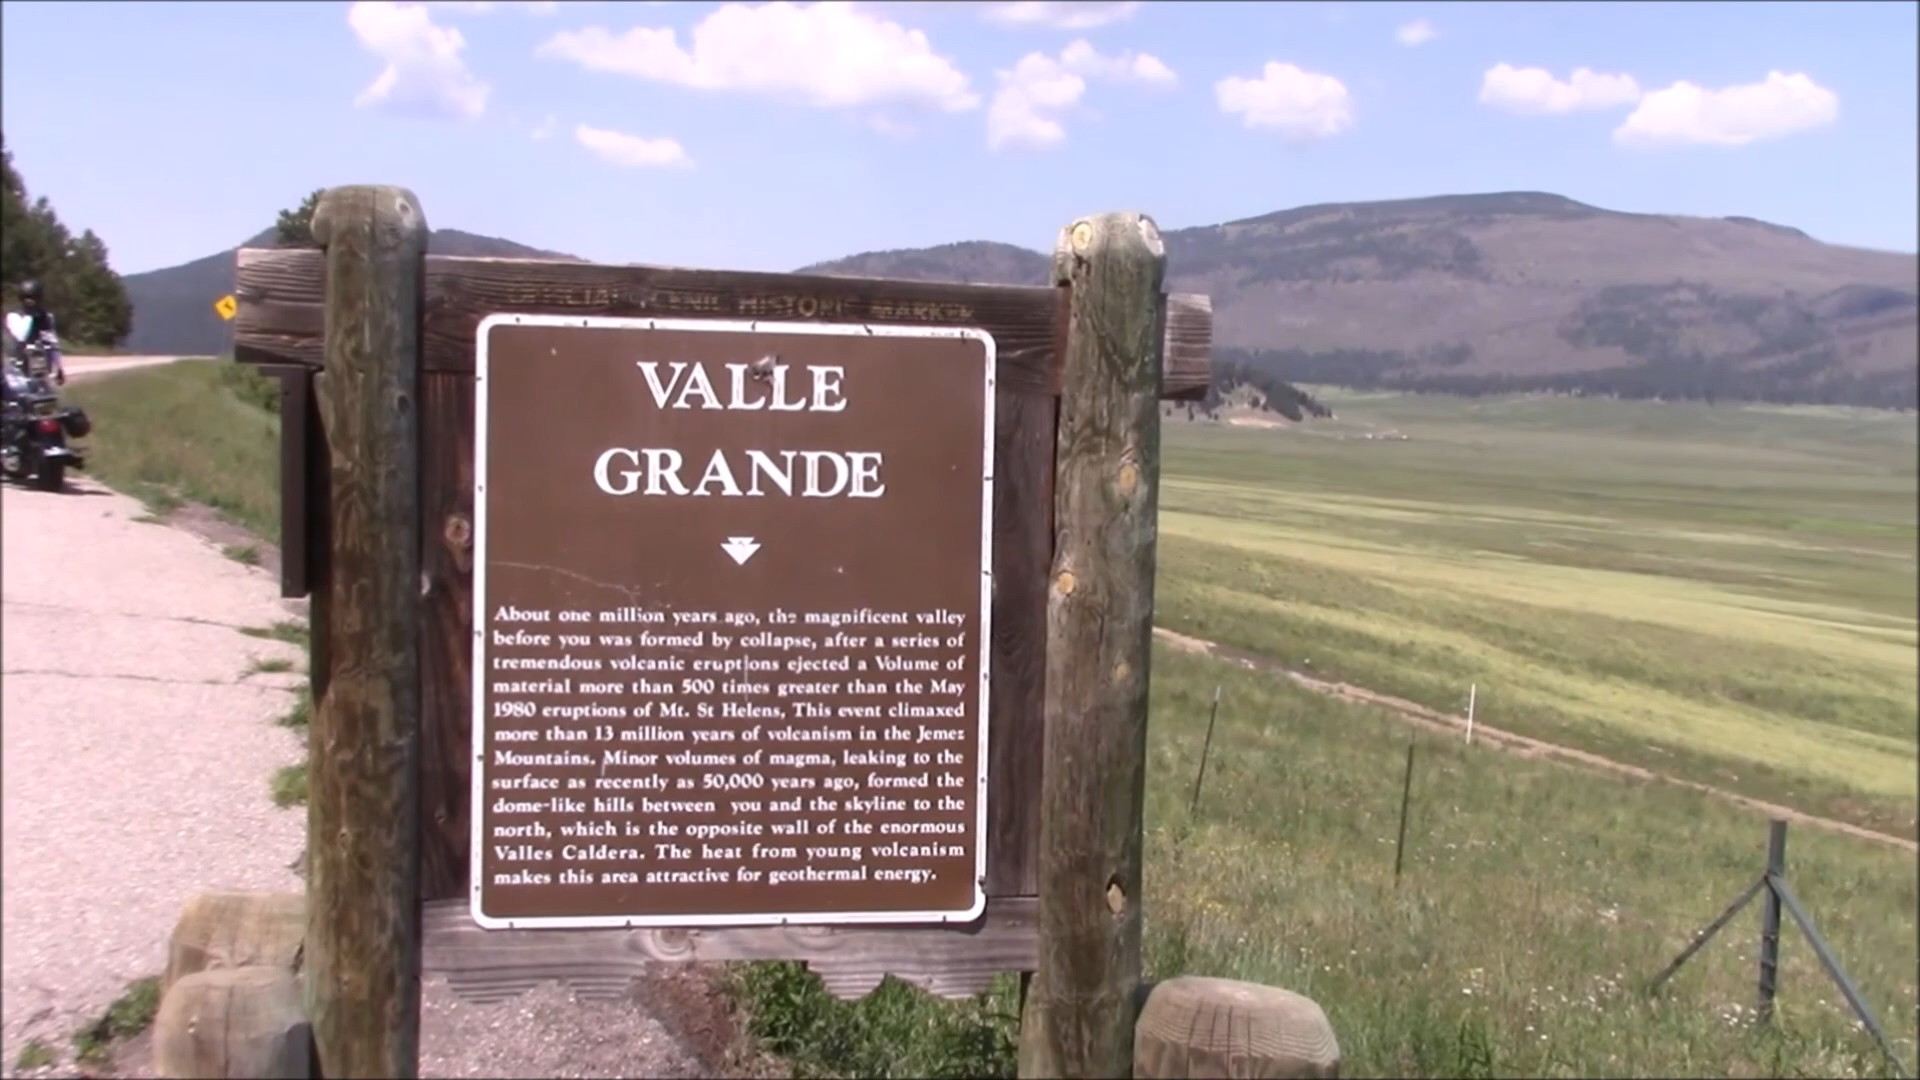 OFFICIAL SCENIC HISTORIC MARKER
VALLE
GRANDE
About one million years ago, the magnificent valley
before you was formed by collapse, after a series of
tremendous volcanic eruptions ejected a Volume of
material more than 500 times greater than the May
1980 eruptions of Mt. St Helens, This event climaxed
more than 13 million years of volcanism in the Jemez
Mountains. Minor volumes of magma, leaking to the
surface as recently as 50,000 years ago, formed the
dome-like hills between you and the skyline to the
north, which is the opposite wall of the enormous
Valles Caldera. The heat from young volcanism
makes this area attractive for geothermal energy.